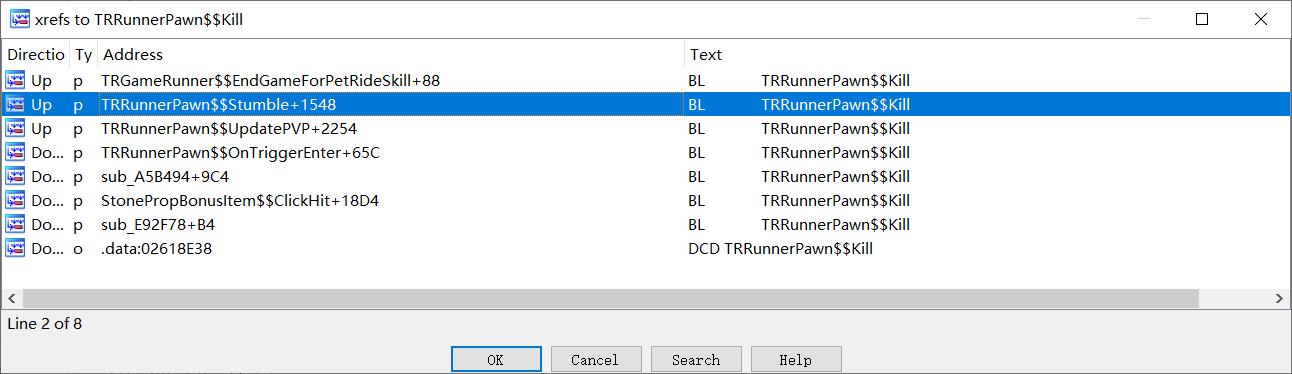 xrefs to TRRunnerPawn$$Kill
Directio Ty Address Text
Up p TRGameRunner$$EndGameForPetRideSkill+88 BL TRRunnerPawn$$Kill
Up p TRRunnerPawn$$Stumble+1548 BL TRRunnerPawn$$Kill
Up p TRRunnerPawn$$UpdatePVP+2254 BL TRRunnerPawn$$Kill
Do... p TRRunnerPawn$$OnTriggerEnter+65C BL TRRunnerPawn$$Kill
Do... p sub_A5B494+9C4 BL TRRunnerPawn$$Kill
Do... p StonePropBonusItem$$ClickHit+18D4 BL TRRunnerPawn$$Kill
Do... p sub_E92F78+B4 BL TRRunnerPawn$$Kill
Do... o .data:02618E38 DCD TRRunnerPawn$$Kill
Line 2 of 8
OK Cancel Search Help